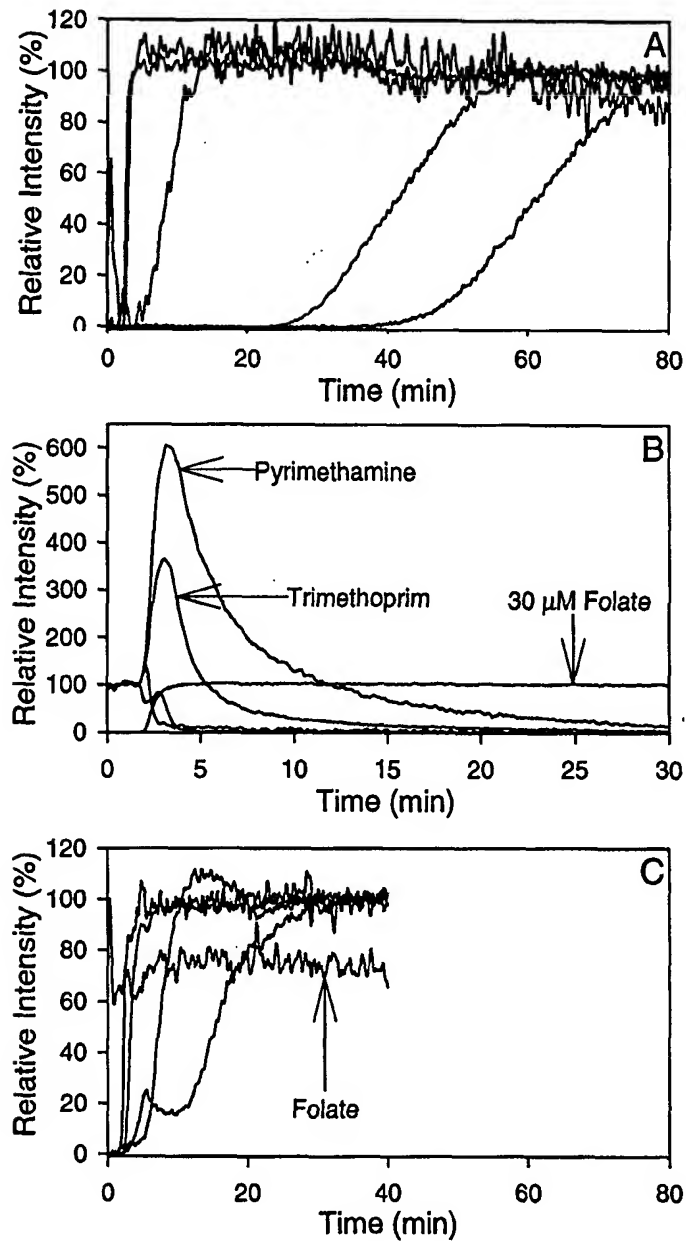 A
Relative Intensity (%)
120
100
80
60
40
20
0
0 20 40 60 80
Time (min)
B
Relative Intensity (%)
600
500
400
300
200
100
0
Pyrimethamine
Trimethoprim
30 μM Folate
0 5 10 15 20 25 30
Time (min)
C
Relative Intensity (%)
120
100
80
60
40
20
0
Folate
0 20 40 60 80
Time (min)